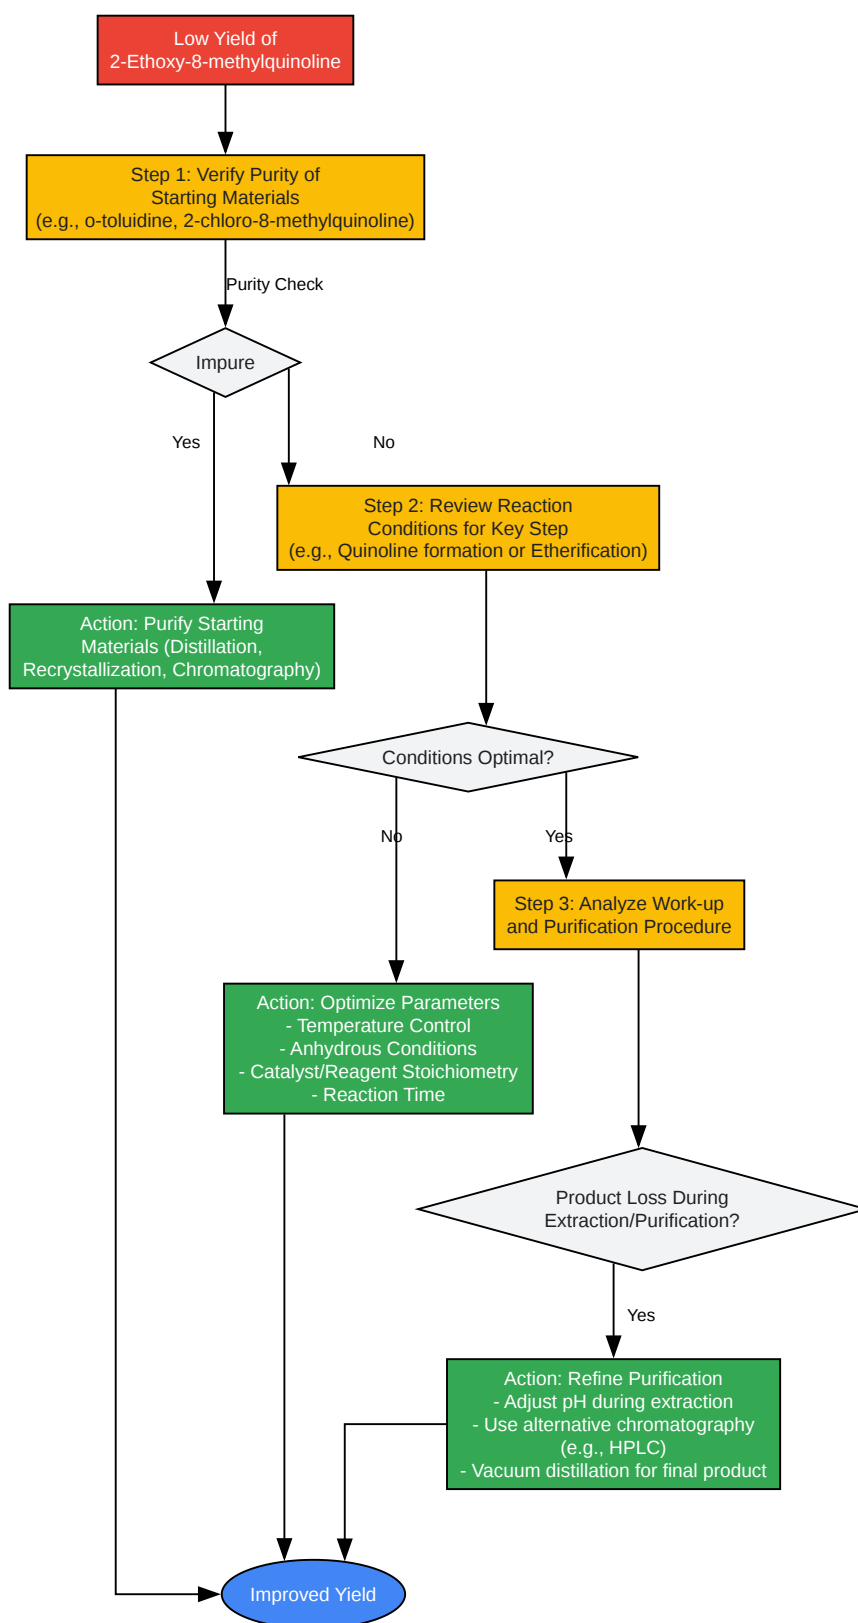 Low Yield of
2-Ethoxy-8-methylquinoline
Step 1: Verify Purity of
Starting Materials
(e.g., o-toluidine, 2-chloro-8-methylquinoline)
Purity Check
Impure
Yes
No
Step 2: Review Reaction
Conditions for Key Step
(e.g., Quinoline formation or Etherification)
Action: Purify Starting
Materials (Distillation,
Recrystallization, Chromatography)
Conditions Optimal?
No
Yes
Step 3: Analyze Work-up
and Purification Procedure
Action: Optimize Parameters
- Temperature Control
- Anhydrous Conditions
- Catalyst/Reagent Stoichiometry
- Reaction Time
Product Loss During
Extraction/Purification?
Yes
Action: Refine Purification
- Adjust pH during extraction
- Use alternative chromatography
(e.g., HPLC)
- Vacuum distillation for final product
Improved Yield